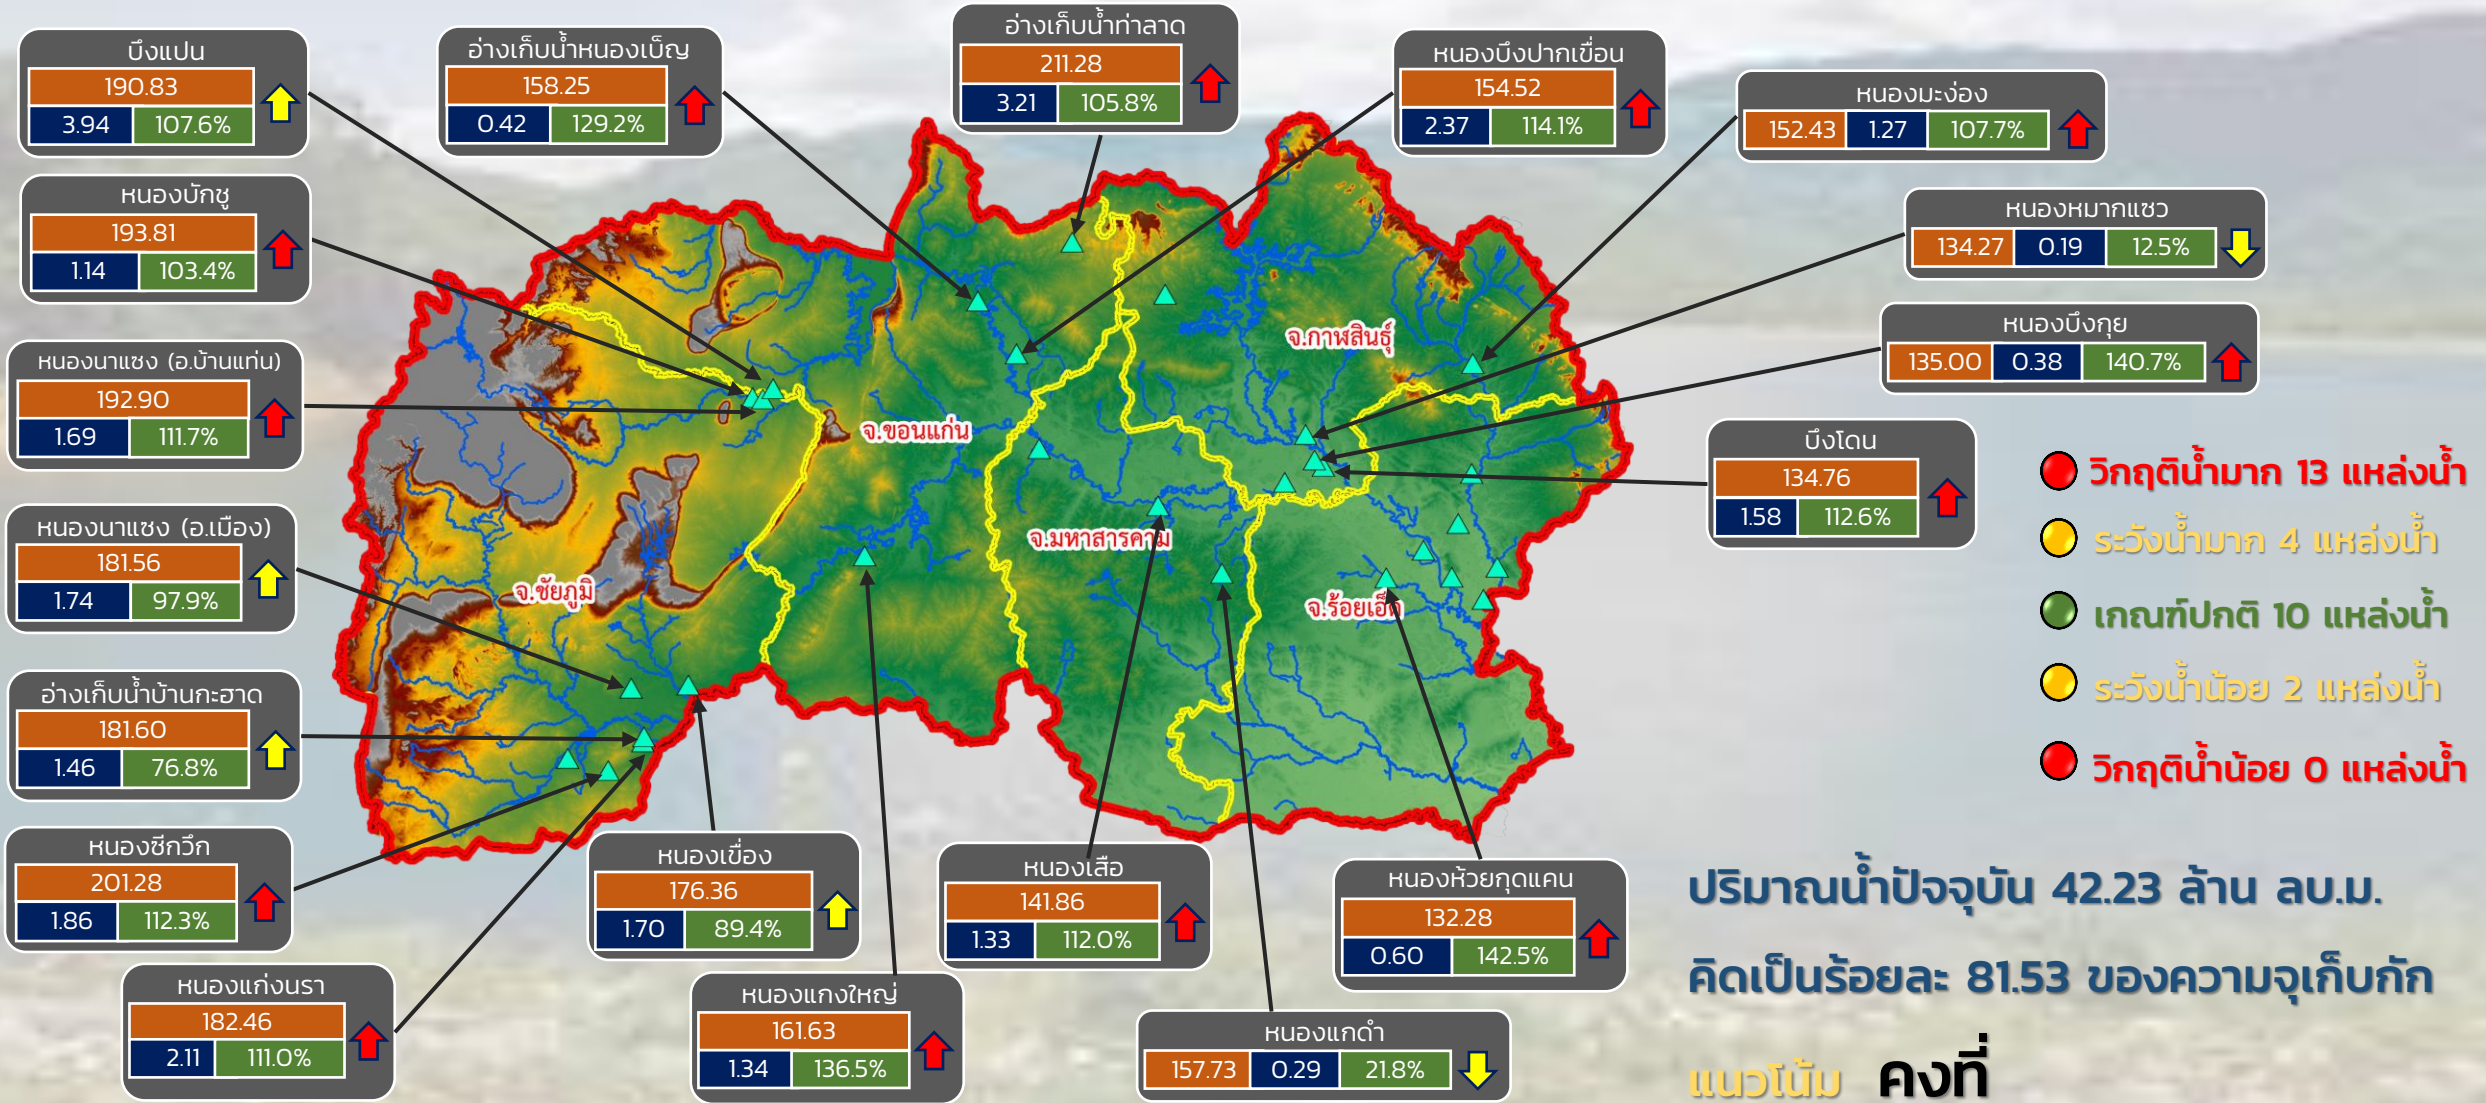 บึงแปน
190.83
3.94 107.6%
อ่างเก็บน้ำหนองเบ็ญ
158.25
0.42 129.2%
อ่างเก็บน้ำท่าลาด
211.28
3.21 105.8%
หนองบึงปากเขื่อน
154.52
2.37 114.1%
หนองมะง่อง
152.43 1.27 107.7%
หนองบักชู
193.81
1.14 103.4%
หนองหมากแซว
134.27 0.19 12.5%
หนองบึงกุย
135.00 0.38 140.7%
หนองนาแซง (อ.บ้านแท่น)
192.90
1.69 111.7%
บึงโดน
134.76
1.58 112.6%
จ.กาฬสินธุ์
จ.ขอนแก่น
จ.มหาสารคาม
จ.ชัยภูมิ
จ.ร้อยเอ็ด
หนองนาแซง (อ.เมือง)
181.56
1.74 97.9%
อ่างเก็บน้ำบ้านกะฮาด
181.60
1.46 76.8%
หนองซีกวึก
201.28
1.86 112.3%
หนองแก่งนรา
182.46
2.11 111.0%
หนองเขื่อง
176.36
1.70 89.4%
หนองแกงใหญ่
161.63
1.34 136.5%
หนองเสือ
141.86
1.33 112.0%
หนองแกดำ
157.73 0.29 21.8%
หนองห้วยกุดแคน
132.28
0.60 142.5%
วิกฤติน้ำมาก 13 แหล่งน้ำ
ระวังน้ำมาก 4 แหล่งน้ำ
เกณฑ์ปกติ 10 แหล่งน้ำ
ระวังน้ำน้อย 2 แหล่งน้ำ
วิกฤติน้ำน้อย 0 แหล่งน้ำ
ปริมาณน้ำปัจจุบัน 42.23 ล้าน ลบ.ม.
คิดเป็นร้อยละ 81.53 ของความจุเก็บกัก
แนวโน้ม คงที่